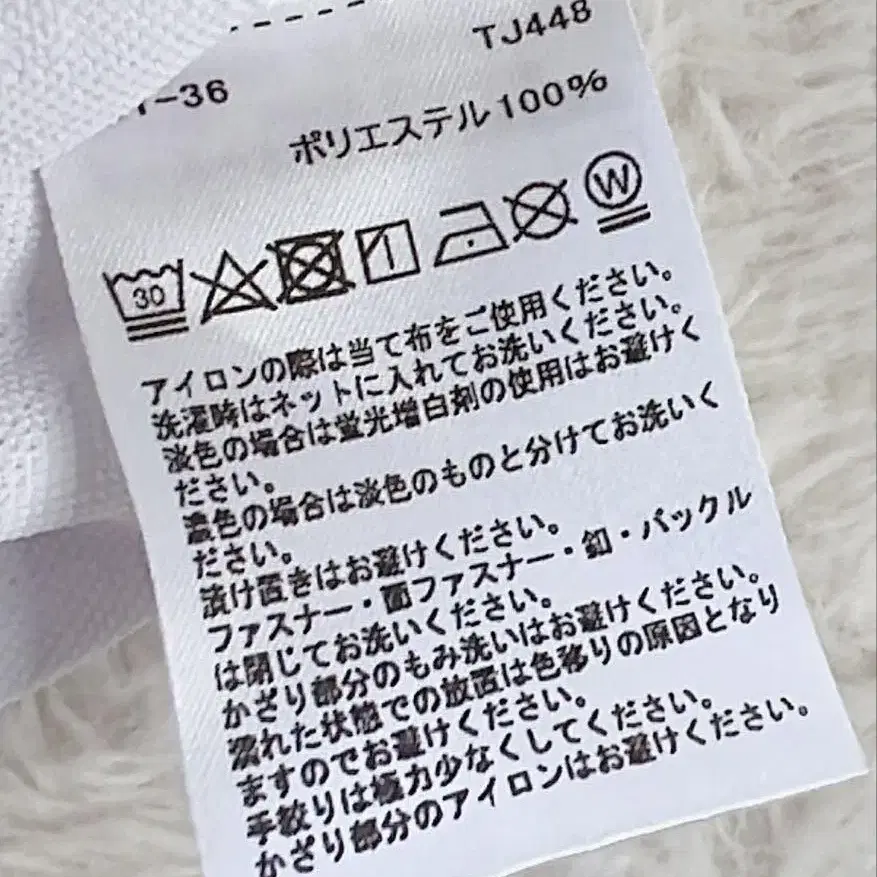 TJ448
-36
ポリエステル100%
30
W
アイロンの際は当て布をご使用ください。
洗濯時はネットに入れてお洗いください。
淡色の場合は蛍光増白剤の使用はお避けく
ださい。
濃色の場合は淡色のものと分けてお洗いく
ださい。
漬け置きはお避けください。
ファスナー・面ファスナー・釦・バックル
は閉じてお洗いください。
かざり部分のもみ洗いはお避けください。
濡れた状態での放置は色移りの原因となり
ますのでお避けください。
手絞りは極力少なくしてください。
かざり部分のアイロンはお避けください。